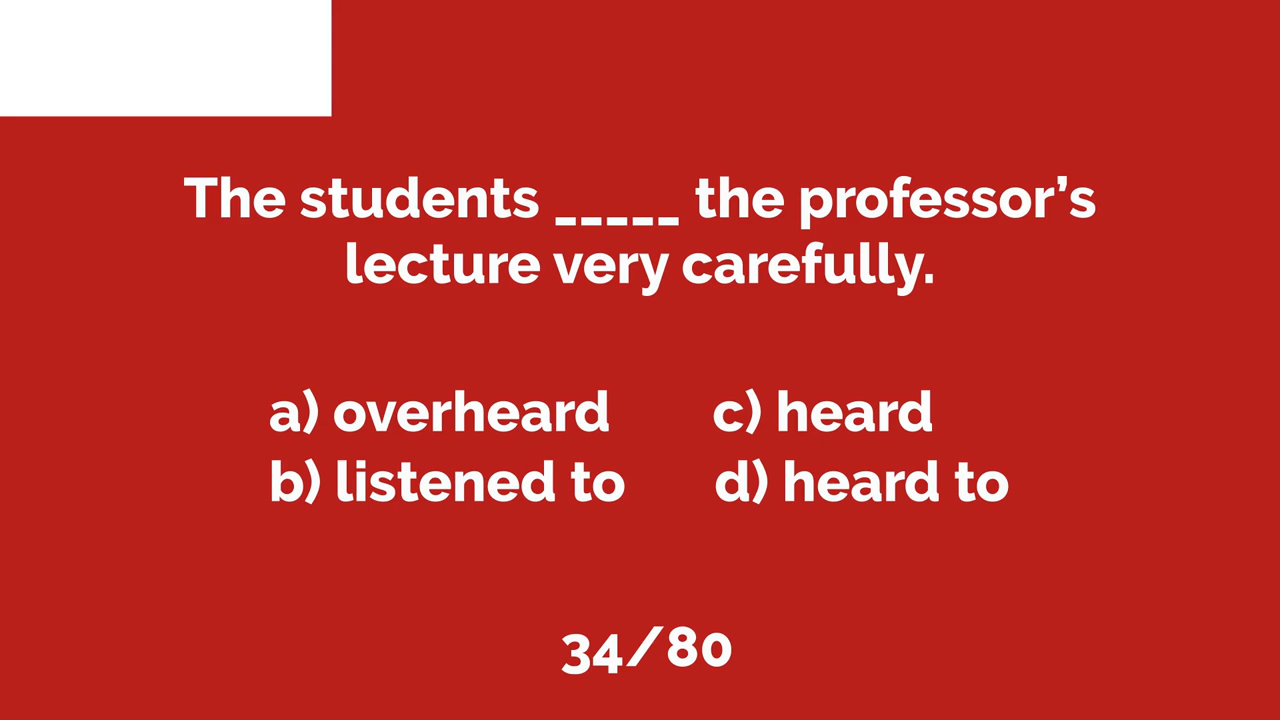 The students _____ the professor’s
lecture very carefully.
a) overheard c) heard
b) listened to d) heard to
34/80